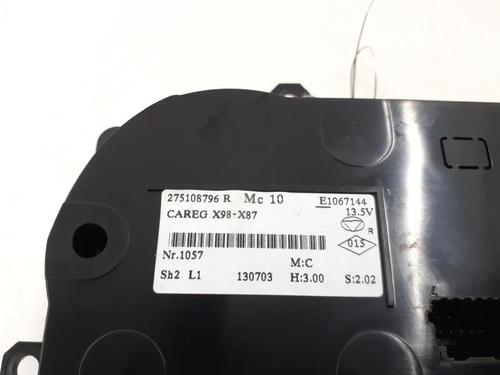 275108796 R Mc 10 E1067144
CAREG X98-X87 13.5V
R
015
Nr.1057 M:C
Sh2 L1 130703 H:3.00 S:2.02